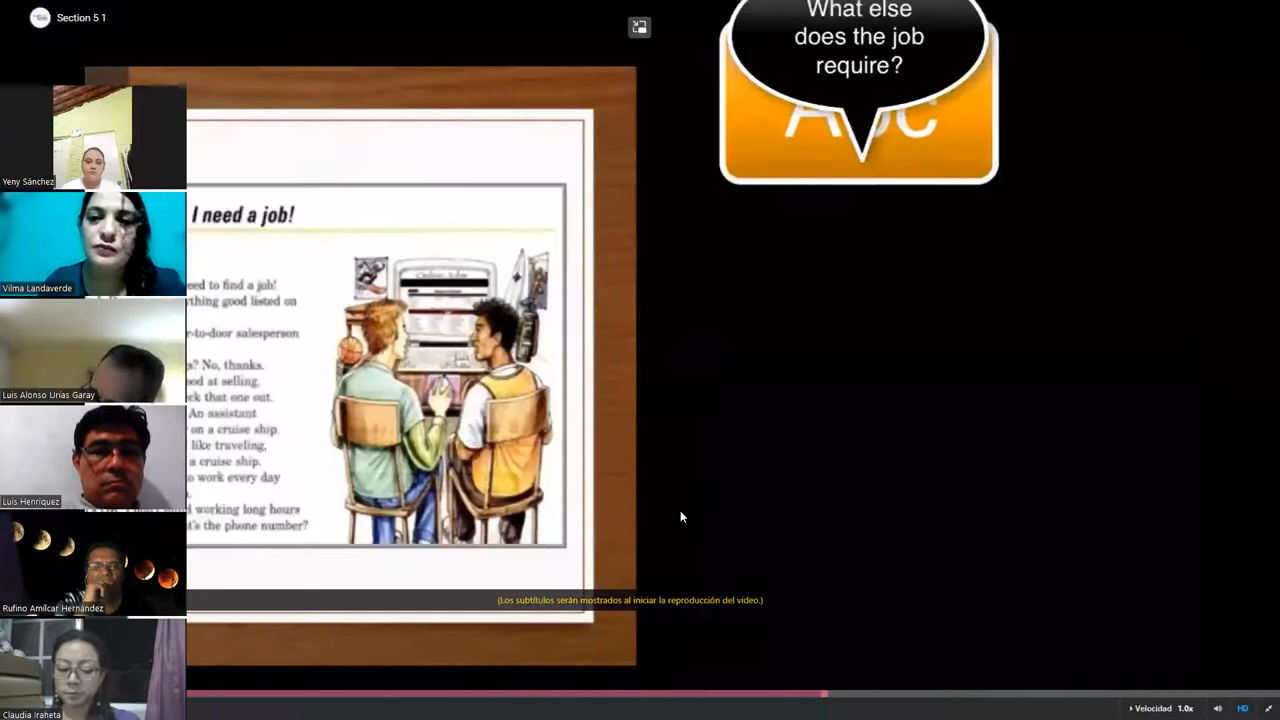 Section 5 1
What else
does the job
require?
Abc
Yeny Sánchez
Vilma Landaverde
Luis Alonso Urías Garay
Luis Henriquez
Rufino Amílcar Hernández
Claudia Iraheta
I need a job!
eed to find a job!
ything good listed on
r-to-door salesperson
s? No, thanks.
ood at selling.
ck that one out.
An assistant
on a cruise ship.
like traveling,
a cruise ship.
to work every day
d working long hours
t's the phone number?
(Los subtítulos serán mostrados al iniciar la reproducción del video.)
Velocidad 1.0x
HD